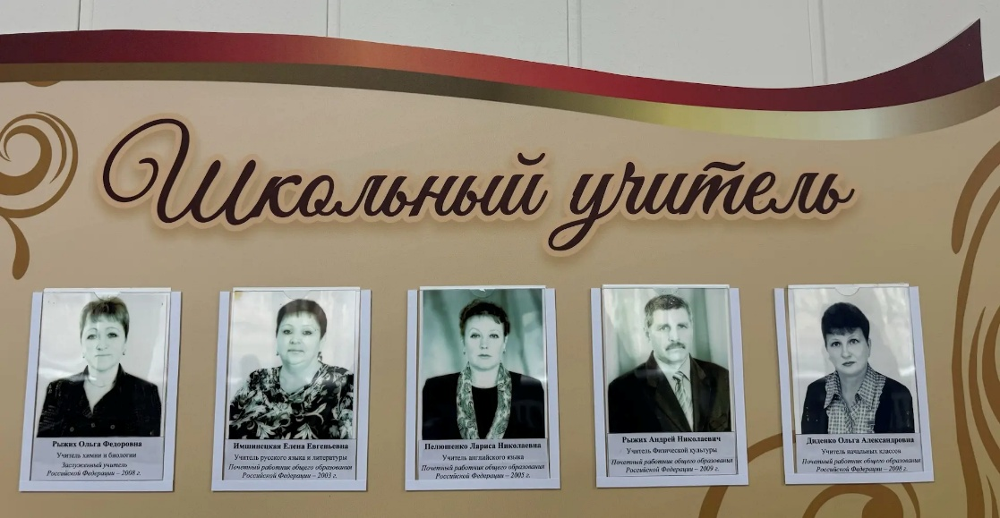 Школьный учитель
Рыжих Ольга Федоровна
Учитель химии и биологии
Заслуженный учитель
Российской Федерации – 2008 г.
Имшинецкая Елена Евгеньевна
Учитель русского языка и литературы
Почетный работник общего образования
Российской Федерации – 2003 г.
Пелюшенко Лариса Николаевна
Учитель английского языка
Почетный работник общего образования
Российской Федерации – 2005 г.
Рыжих Андрей Николаевич
Учитель Физической культуры
Почетный работник общего образования
Российской Федерации – 2009 г.
Диденко Ольга Александровна
Учитель начальных классов
Почетный работник общего образования
Российской Федерации – 2008 г.